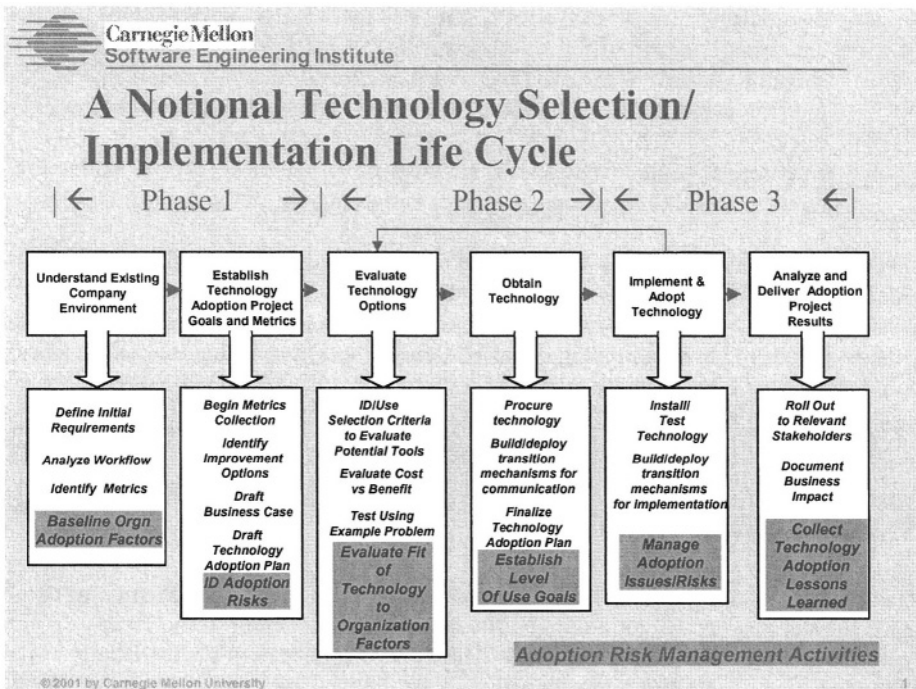 Carnegie Mellon
Software Engineering Institute
A Notional Technology Selection/
Implementation Life Cycle
|← Phase 1 →|← Phase 2 →|← Phase 3 ←|
Understand Existing
Company
Environment
Establish
Technology
Adoption Project
Goals and Metrics
Evaluate
Technology
Options
Obtain
Technology
Implement &
Adopt
Technology
Analyze and
Deliver Adoption
Project
Results
Define Initial
Requirements
Analyze Workflow
Identify Metrics
Baseline Orgn
Adoption Factors
Begin Metrics
Collection
Identify
Improvement
Options
Draft
Business Case
Draft
Technology
Adoption Plan
ID Adoption
Risks
ID/Use
Selection Criteria
to Evaluate
Potential Tools
Evaluate Cost
vs Benefit
Test Using
Example Problem
Evaluate Fit
of
Technology
to
Organization
Factors
Procure
technology
Build/deploy
transition
mechanisms for
communication
Finalize
Technology
Adoption Plan
Establish
Level
Of Use Goals
Install/
Test
Technology
Build/deploy
transition
mechanisms
for implementation
Manage
Adoption
Issues/Risks
Roll Out
to Relevant
Stakeholders
Document
Business
Impact
Collect
Technology
Adoption
Lessons
Learned
Adoption Risk Management Activities
©2001 by Carnegie Mellon University
1